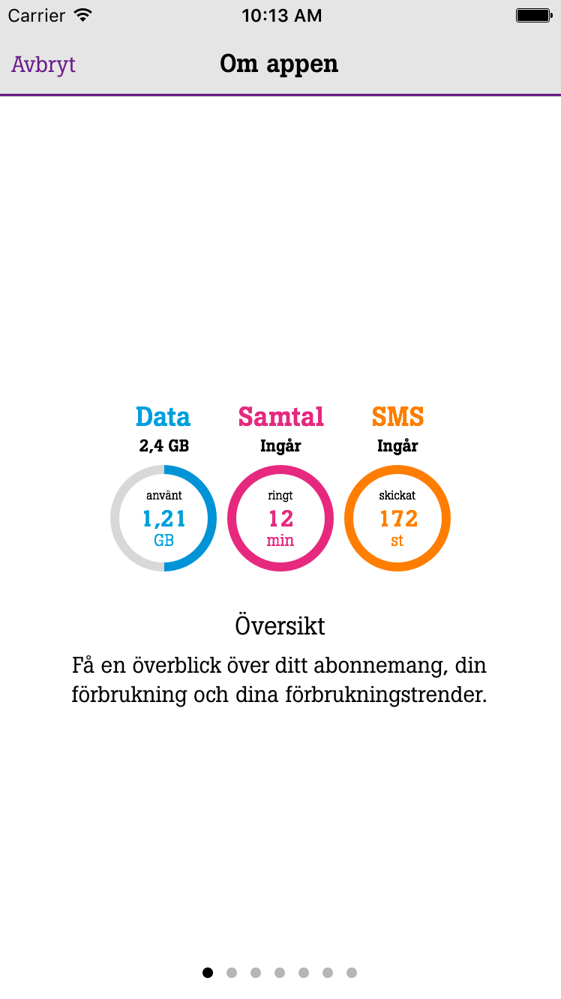 Carrier 10:13 AM
Avbryt Om appen
Data Samtal SMS
2,4 GB Ingår Ingår
använt ringt skickat
1,21 12 172
GB min st
Översikt
Få en överblick över ditt abonnemang, din
förbrukning och dina förbrukningstrender.